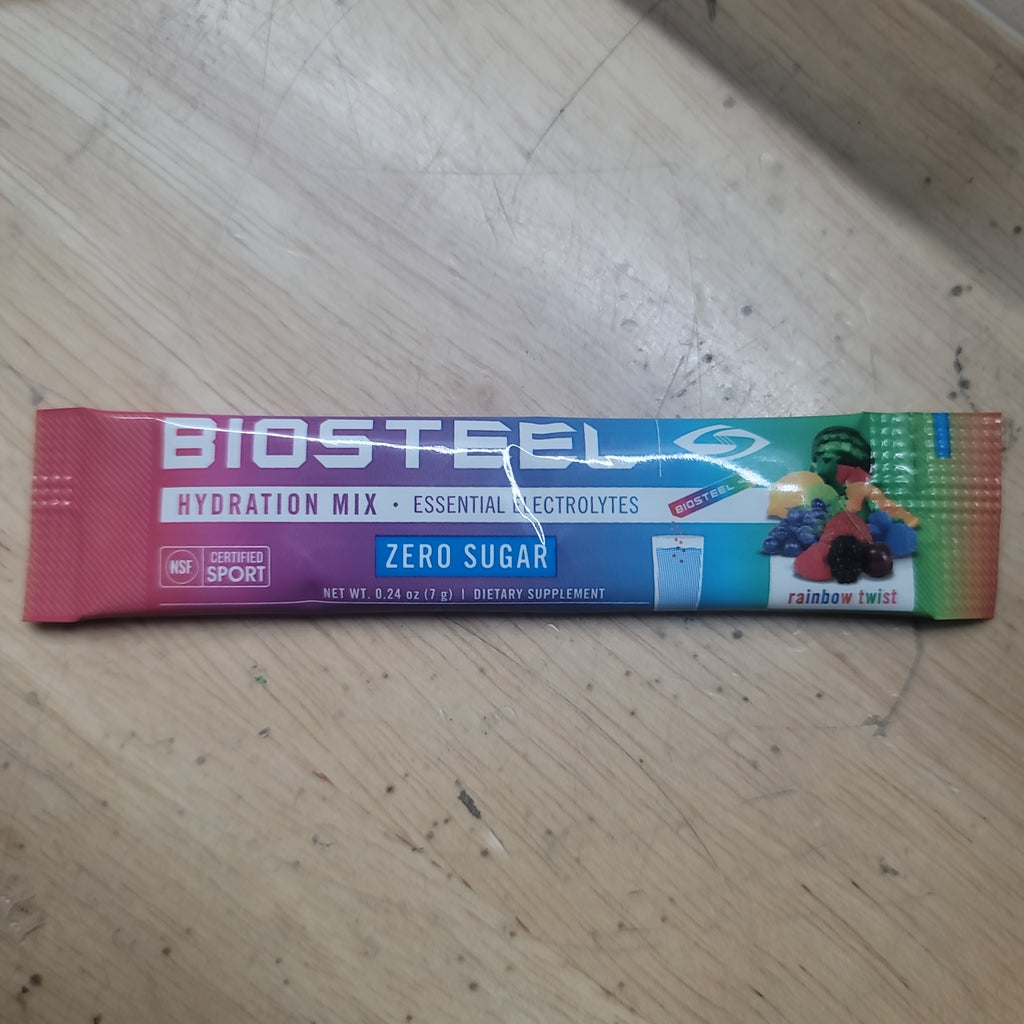 BIOSTEEL
HYDRATION MIX · ESSENTIAL ELECTROLYTES
BIOSTEEL
ZERO SUGAR
NSF
CERTIFIED
SPORT
NET WT. 0.24 oz (7 g) | DIETARY SUPPLEMENT
rainbow twist